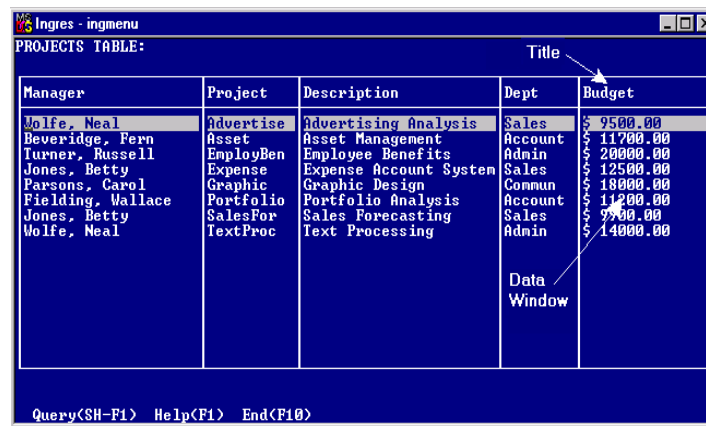 Ingres - ingmenu
PROJECTS TABLE:
Title
Manager Project Description Dept Budget
Wolfe, Neal Advertise Advertising Analysis Sales $ 9500.00
Beveridge, Fern Asset Asset Management Account $ 11700.00
Turner, Russell EmployBen Employee Benefits Admin $ 20000.00
Jones, Betty Expense Expense Account System Sales $ 12500.00
Parsons, Carol Graphic Graphic Design Commun $ 18000.00
Fielding, Wallace Portfolio Portfolio Analysis Account $ 11200.00
Jones, Betty SalesFor Sales Forecasting Sales $ 9900.00
Wolfe, Neal TextProc Text Processing Admin $ 14000.00
Data
Window
Query(SH-F1) Help(F1) End(F10)